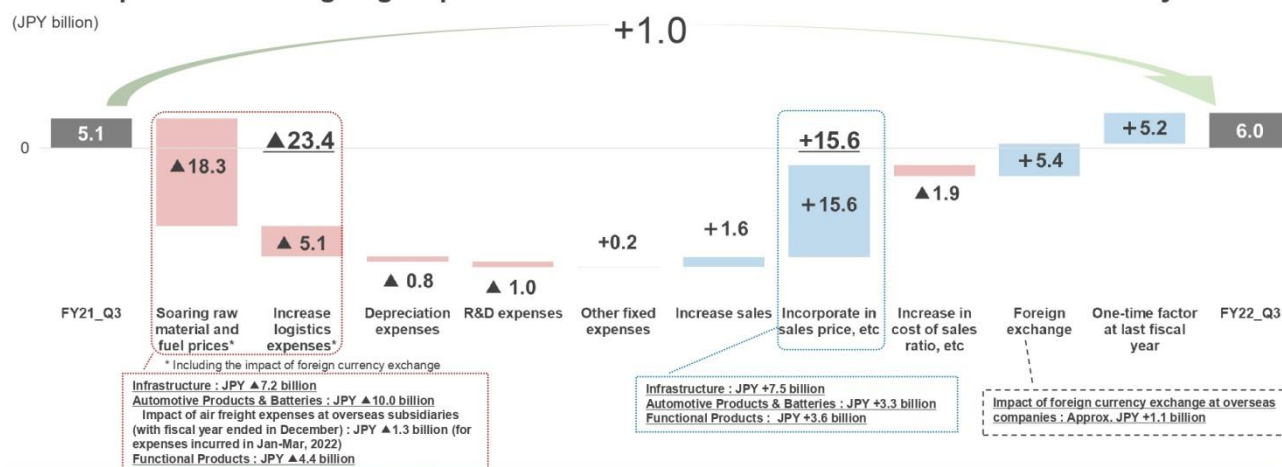 (JPY billion)
+1.0
5.1
0
▲18.3
▲23.4
▲ 5.1
▲ 0.8
▲ 1.0
+0.2
+1.6
+15.6
+15.6
▲1.9
+5.4
+5.2
6.0
FY21_Q3
Soaring raw
material and
fuel prices*
Increase
logistics
expenses*
Depreciation
expenses
R&D expenses
Other fixed
expenses
Increase sales
Incorporate in
sales price, etc
Increase in
cost of sales
ratio, etc
Foreign
exchange
One-time factor
at last fiscal
year
FY22_Q3
* Including the impact of foreign currency exchange
Infrastructure : JPY ▲7.2 billion
Automotive Products & Batteries : JPY ▲10.0 billion
Impact of air freight expenses at overseas subsidiaries
(with fiscal year ended in December) : JPY ▲1.3 billion (for
expenses incurred in Jan-Mar, 2022)
Functional Products : JPY ▲4.4 billion
Infrastructure : JPY +7.5 billion
Automotive Products & Batteries : JPY +3.3 billion
Functional Products : JPY +3.6 billion
Impact of foreign currency exchange at overseas
companies : Approx. JPY +1.1 billion